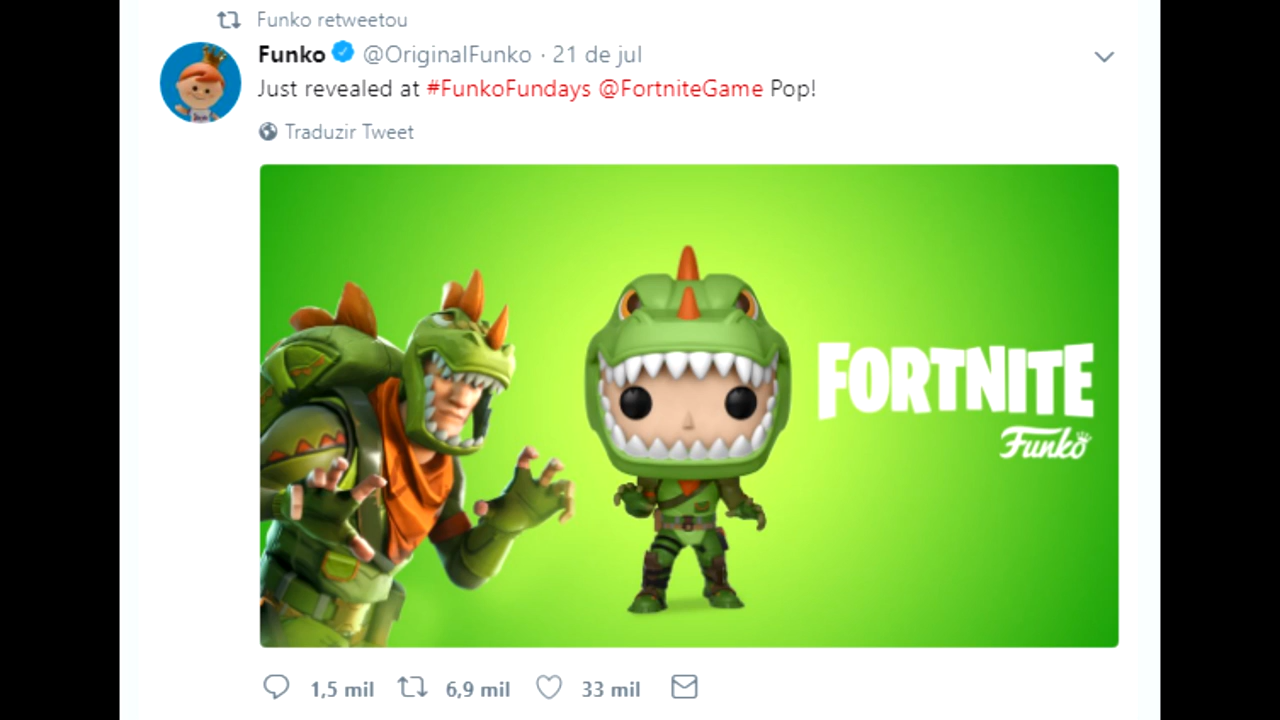 Funko retweetou
Funko @OriginalFunko · 21 de jul
Just revealed at #FunkoFundays @FortniteGame Pop!
Traduzir Tweet
FORTNITE
Funko
1,5 mil 6,9 mil 33 mil